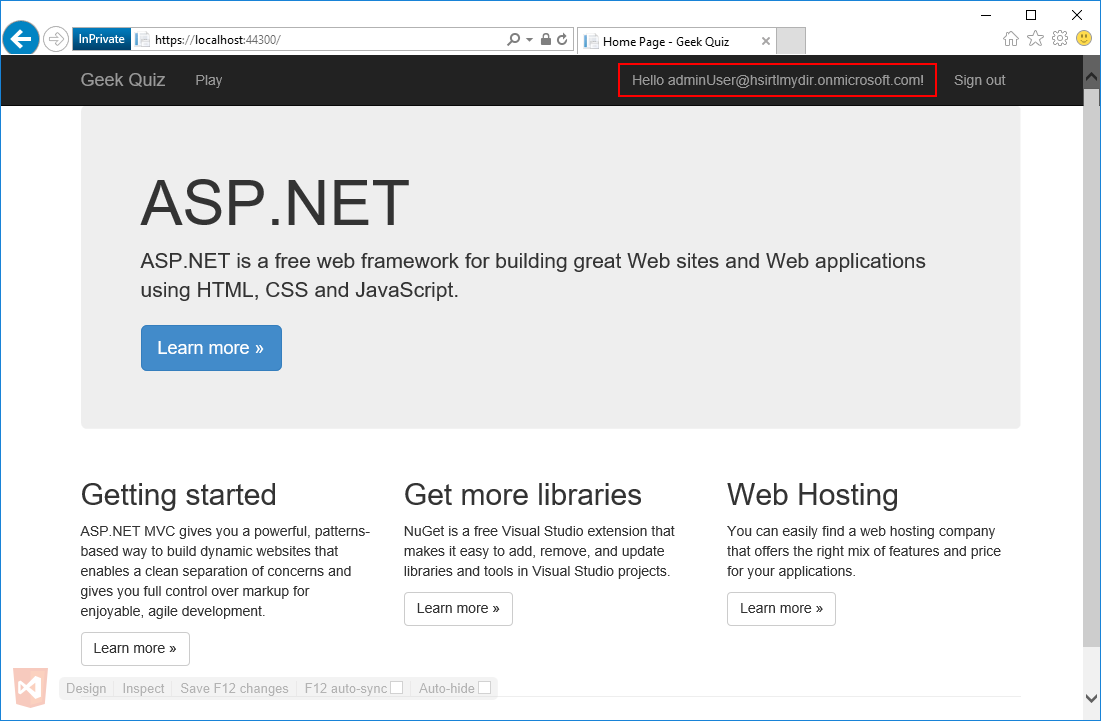 InPrivate https://localhost:44300/ Home Page - Geek Quiz
Geek Quiz Play Hello adminUser@hsirtlmydir.onmicrosoft.com! Sign out
ASP.NET
ASP.NET is a free web framework for building great Web sites and Web applications
using HTML, CSS and JavaScript.
Learn more »
Getting started
ASP.NET MVC gives you a powerful, patterns-
based way to build dynamic websites that
enables a clean separation of concerns and
gives you full control over markup for
enjoyable, agile development.
Learn more »
Get more libraries
NuGet is a free Visual Studio extension that
makes it easy to add, remove, and update
libraries and tools in Visual Studio projects.
Learn more »
Web Hosting
You can easily find a web hosting company
that offers the right mix of features and price
for your applications.
Learn more »
Design Inspect Save F12 changes F12 auto-sync Auto-hide